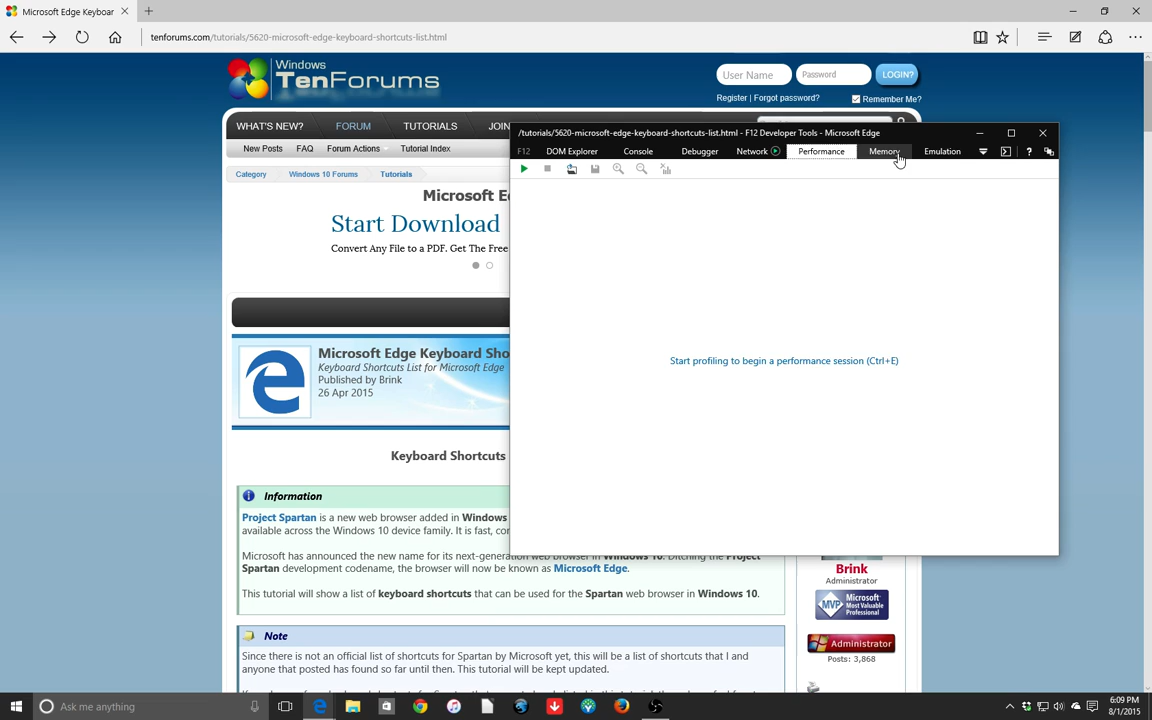 Microsoft Edge Keyboar
tenforums.com/tutorials/5620-microsoft-edge-keyboard-shortcuts-list.html
Windows
TenForums
User Name
Password
LOGIN?
Register | Forgot password?
Remember Me?
WHAT'S NEW?
FORUM
TUTORIALS
JOIN
New Posts
FAQ
Forum Actions
Tutorial Index
Category
Windows 10 Forums
Tutorials
/tutorials/5620-microsoft-edge-keyboard-shortcuts-list.html - F12 Developer Tools - Microsoft Edge
F12
DOM Explorer
Console
Debugger
Network
Performance
Memory
Emulation
?
Start profiling to begin a performance session (Ctrl+E)
Microsoft E
Start Download
Convert Any File to a PDF. Get The Free
Microsoft Edge Keyboard Sho
Keyboard Shortcuts List for Microsoft Edge
Published by Brink
26 Apr 2015
Keyboard Shortcuts
Information
Project Spartan is a new web browser added in Windows
available across the Windows 10 device family. It is fast, co
Microsoft has announced the new name for its next-generation web browser in Windows 10. Ditching the Project
Spartan development codename, the browser will now be known as Microsoft Edge.
This tutorial will show a list of keyboard shortcuts that can be used for the Spartan web browser in Windows 10.
Note
Since there is not an official list of shortcuts for Spartan by Microsoft yet, this will be a list of shortcuts that I and
anyone that posted has found so far until then. This tutorial will be kept updated.
Brink
Administrator
MVP
Microsoft
Most Valuable
Professional
Administrator
Posts: 3,868
Ask me anything
6:09 PM
8/1/2015